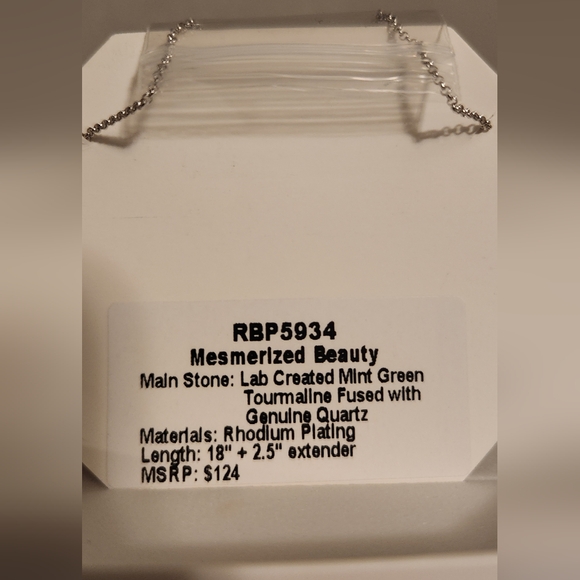 RBP5934
Mesmerized Beauty
Main Stone: Lab Created Mint Green
Tourmaline Fused with
Genuine Quartz
Materials: Rhodium Plating
Length: 18" + 2.5" extender
MSRP: $124